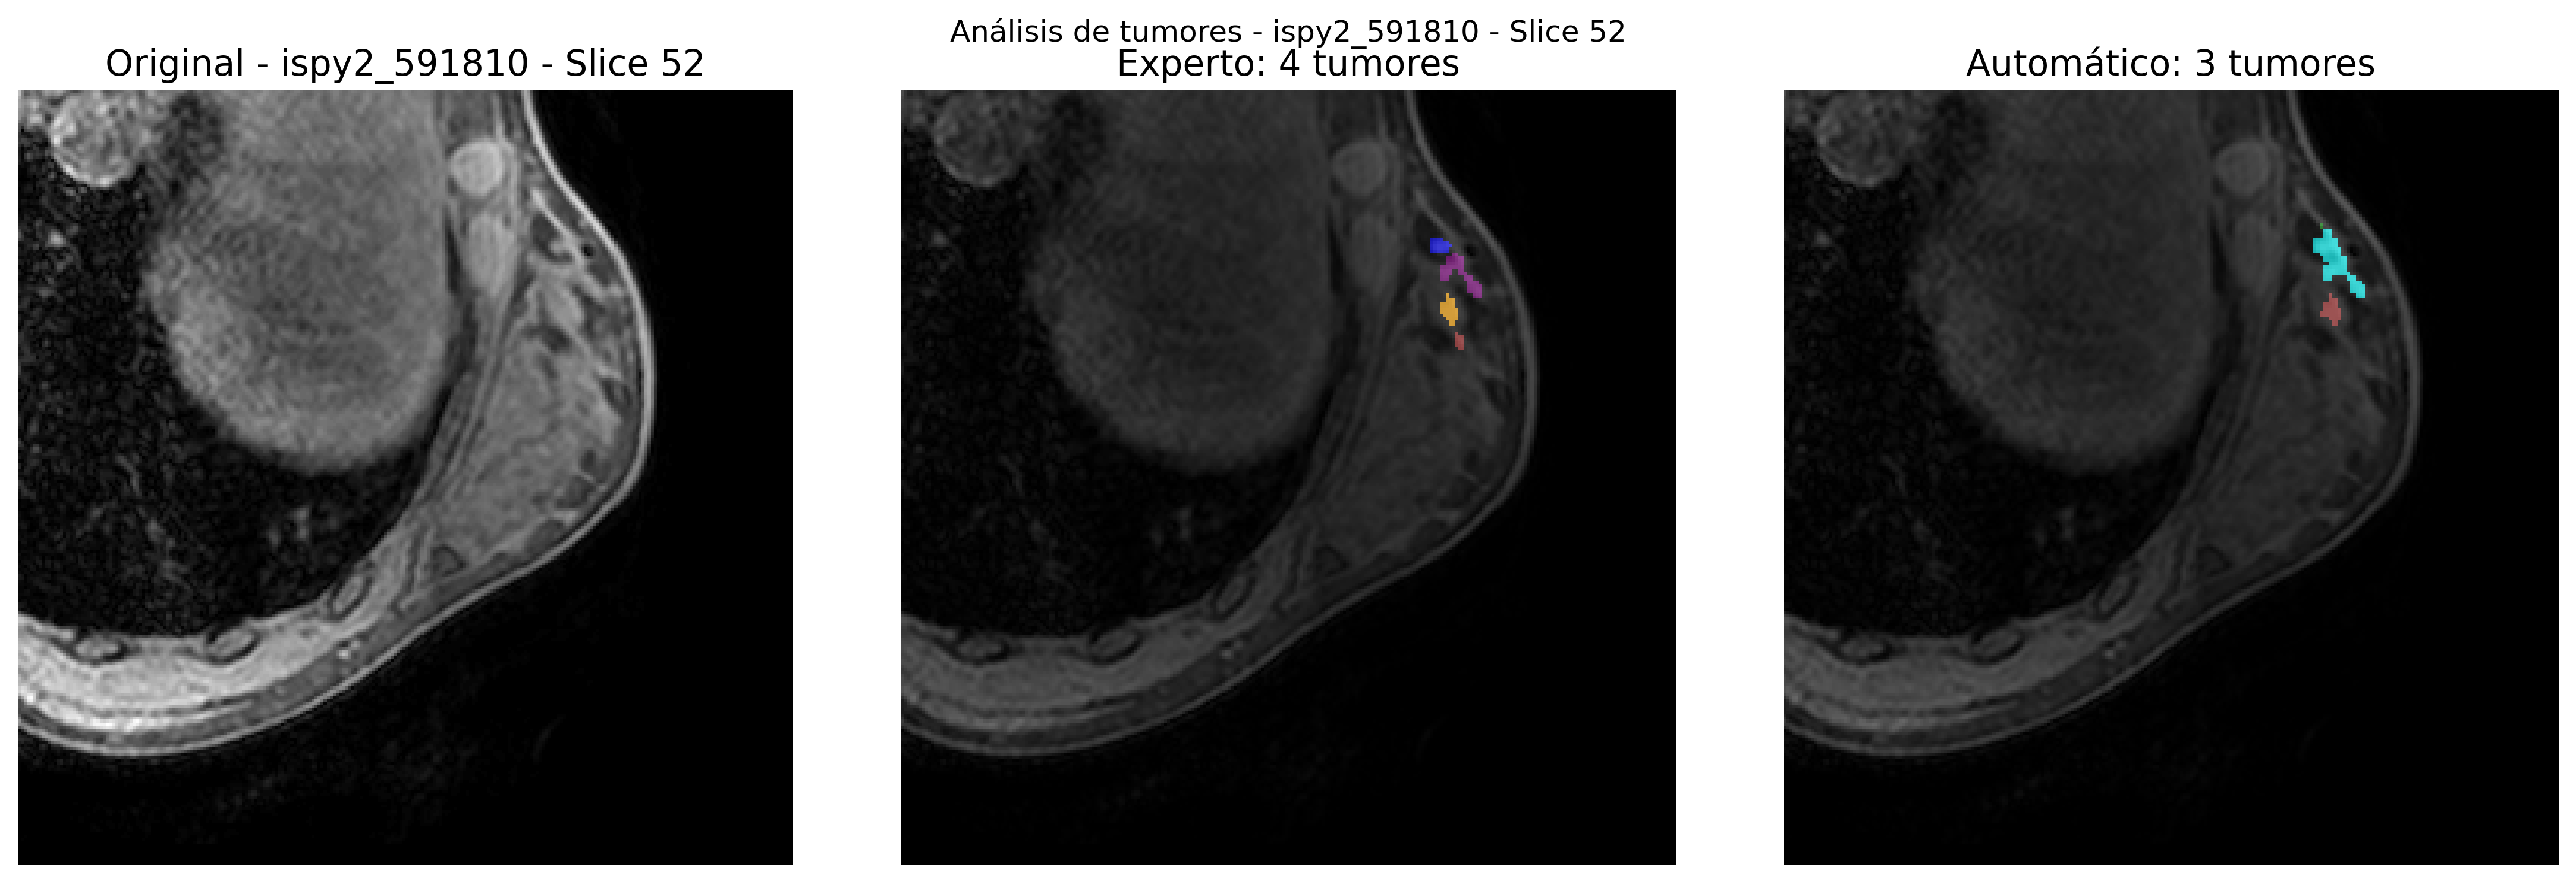 Análisis de tumores - ispy2_591810 - Slice 52
Original - ispy2_591810 - Slice 52
Experto: 4 tumores
Automático: 3 tumores